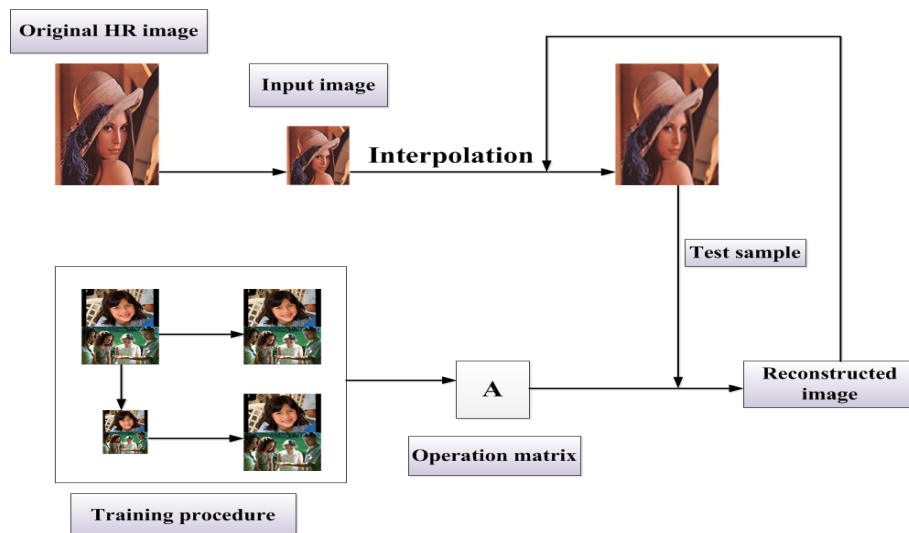 Original HR image
Input image
Interpolation
Test sample
A
Reconstructed
image
Operation matrix
Training procedure